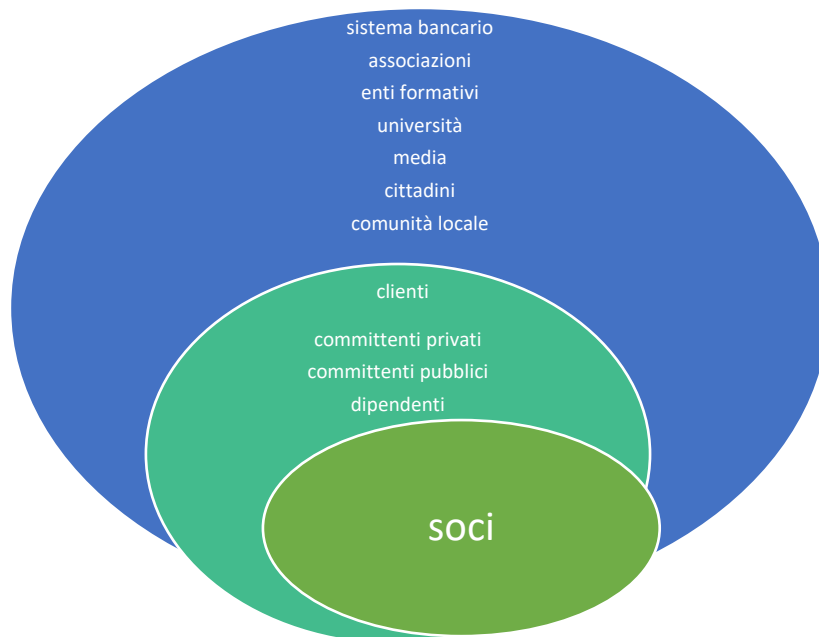 sistema bancario
associazioni
enti formativi
università
media
cittadini
comunità locale
clienti
committenti privati
committenti pubblici
dipendenti
soci